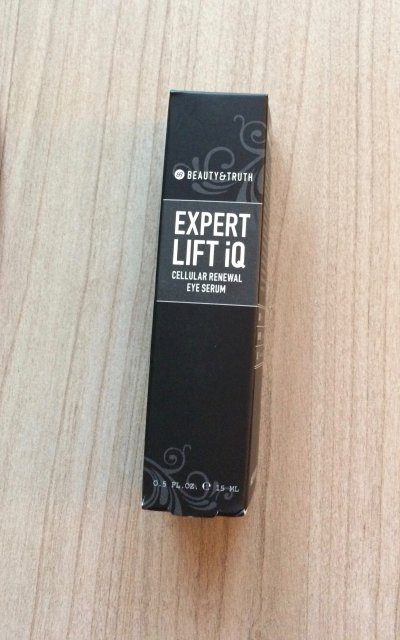 BEAUTY&TRUTH
EXPERT
LIFT iQ
CELLULAR RENEWAL
EYE SERUM
0.5 FL.OZ. ℮ 15 ML